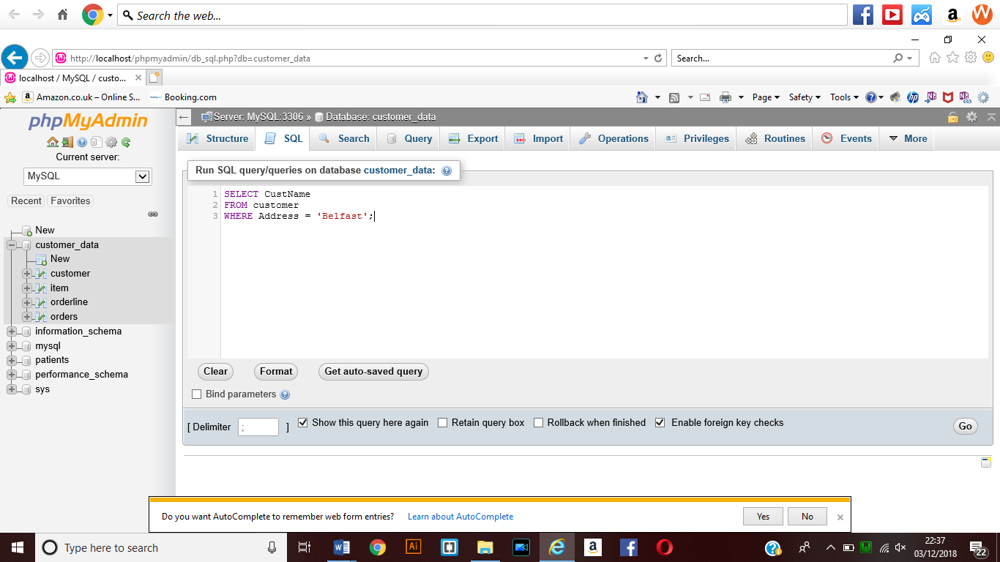 Search the web...
http://localhost/phpmyadmin/db_sql.php?db=customer_data
Search...
localhost / MySQL / custo...
Amazon.co.uk – Online S...
Booking.com
Page
Safety
Tools
phpMyAdmin
Current server:
MySQL
Recent
Favorites
New
customer_data
New
customer
item
orderline
orders
information_schema
mysql
patients
performance_schema
sys
Server: MySQL:3306 » Database: customer_data
Structure
SQL
Search
Query
Export
Import
Operations
Privileges
Routines
Events
More
Run SQL query/queries on database customer_data:
1 SELECT CustName
2 FROM customer
3 WHERE Address = 'Belfast';
Clear
Format
Get auto-saved query
Bind parameters
[ Delimiter ; ]
Show this query here again
Retain query box
Rollback when finished
Enable foreign key checks
Go
Do you want AutoComplete to remember web form entries?
Learn about AutoComplete
Yes
No
Type here to search
22:37
03/12/2018
22